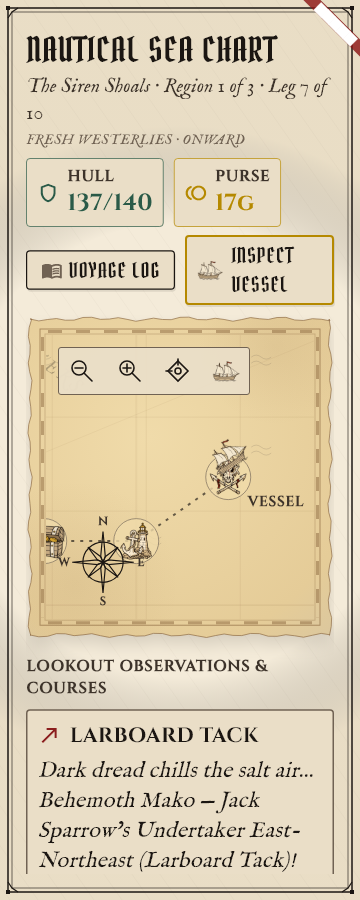 NAUTICAL SEA CHART
The Siren Shoals · Region 1 of 3 · Leg 7 of
10
FRESH WESTERLIES · ONWARD
HULL
137/140
PURSE
17G
VOYAGE LOG
INSPECT
VESSEL
VESSEL
N
W
E
S
LOOKOUT OBSERVATIONS &
COURSES
LARBOARD TACK
Dark dread chills the salt air...
Behemoth Mako — Jack
Sparrow's Undertaker East-
Northeast (Larboard Tack)!